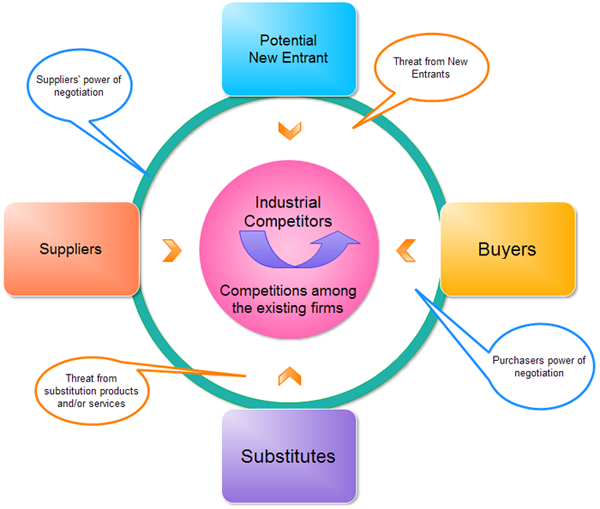 Potential
New Entrant
Suppliers' power of
negotiation
Threat from New
Entrants
Industrial
Competitors
Suppliers
Buyers
Competitions among
the existing firms
Threat from
substitution products
and/or services
Purchasers power of
negotiation
Substitutes